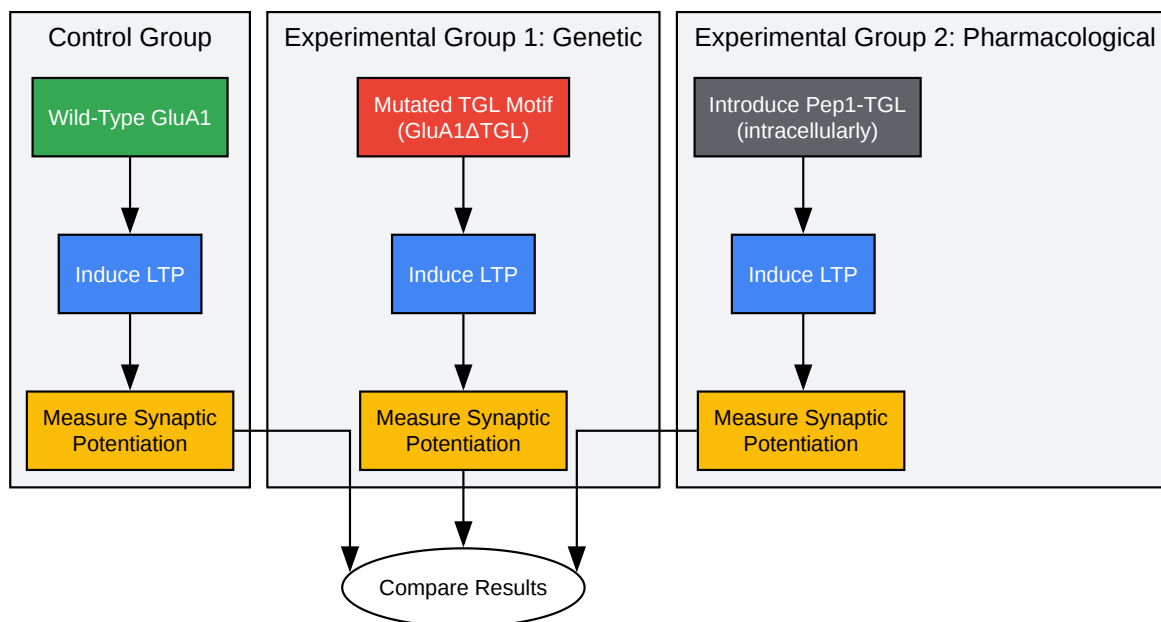 Control Group
Wild-Type GluA1
Induce LTP
Measure Synaptic
Potentiation
Experimental Group 1: Genetic
Mutated TGL Motif
(GluA1ΔTGL)
Induce LTP
Measure Synaptic
Potentiation
Experimental Group 2: Pharmacological
Introduce Pep1-TGL
(intracellularly)
Induce LTP
Measure Synaptic
Potentiation
Compare Results